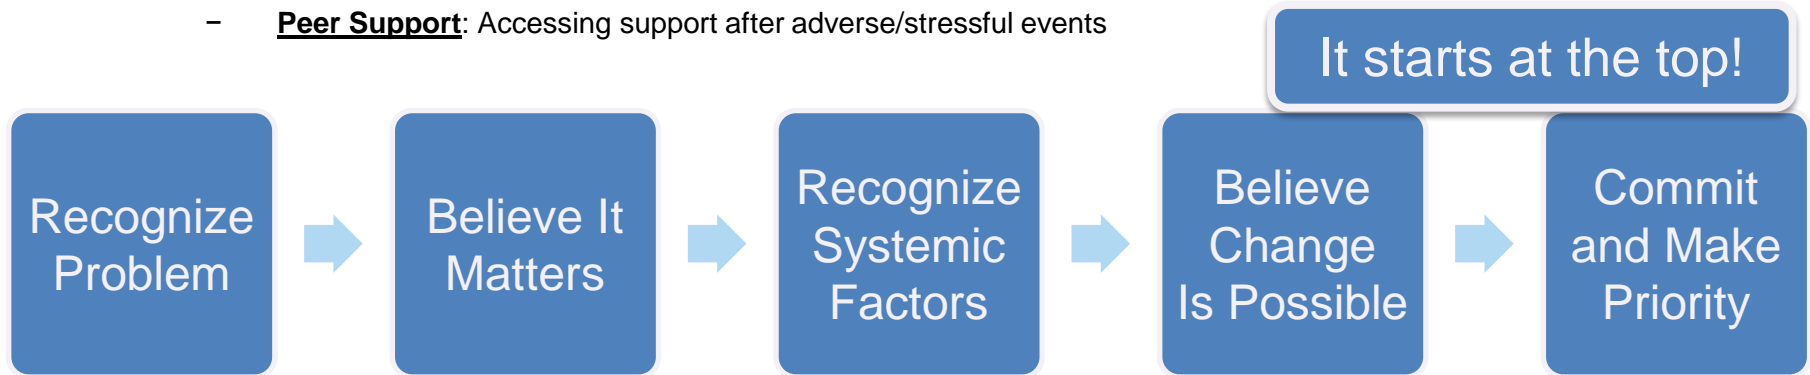 – Peer Support: Accessing support after adverse/stressful events
It starts at the top!
Recognize
Problem
Believe It
Matters
Recognize
Systemic
Factors
Believe
Change
Is Possible
Commit
and Make
Priority